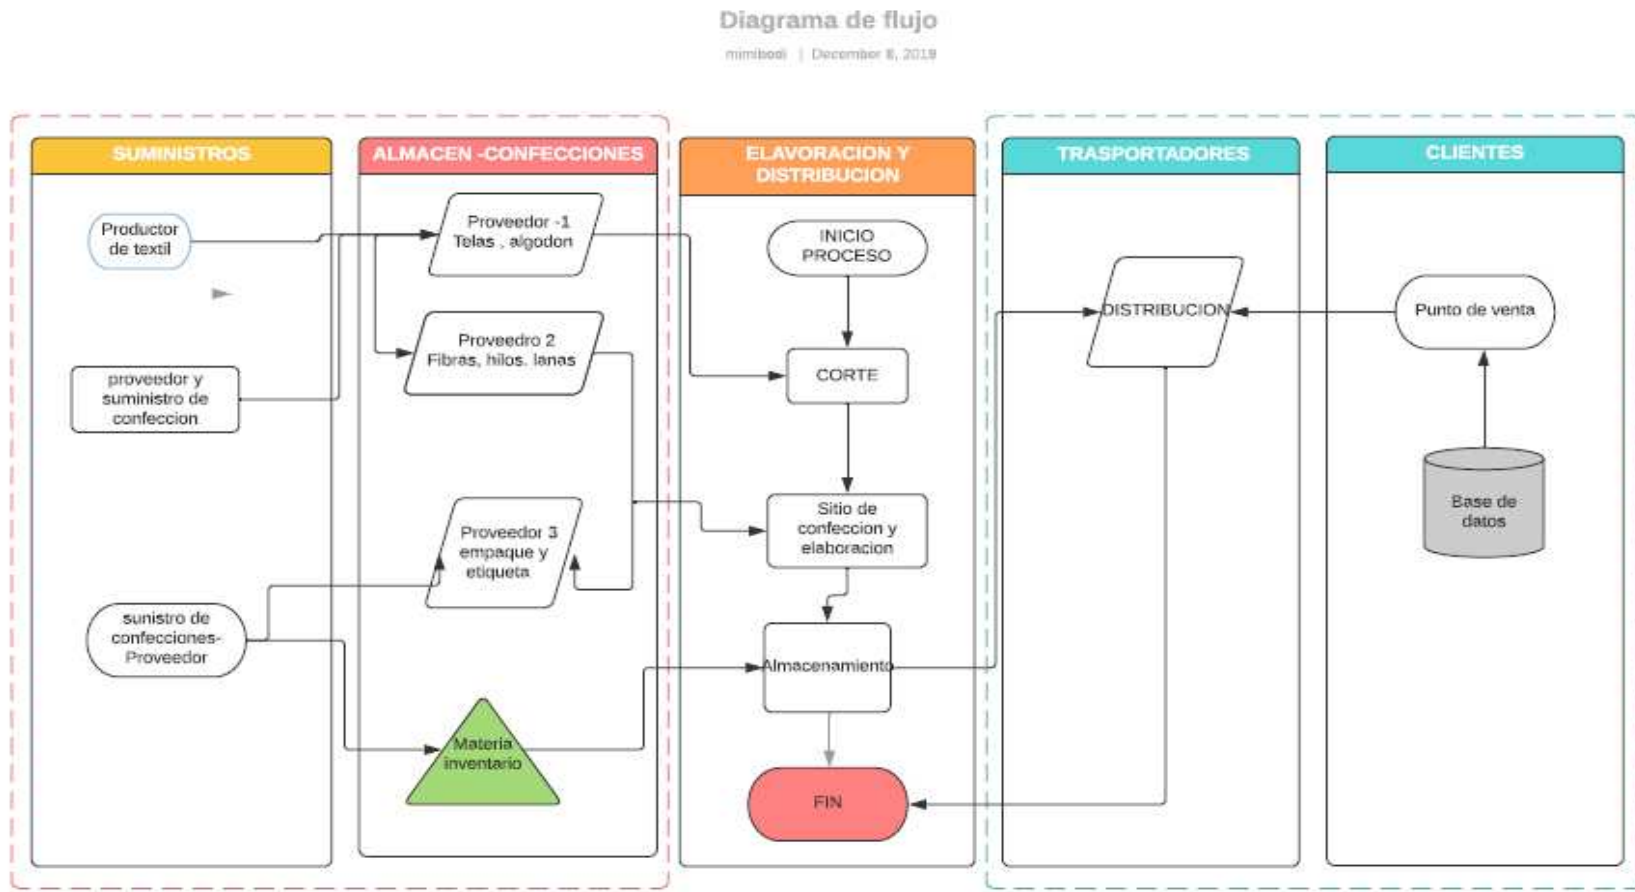 Diagrama de flujo
mimibool | December 8, 2019
SUMINISTROS
Productor
de textil
proveedor y
suministro de
confeccion
sunistro de
confecciones-
Proveedor
ALMACEN -CONFECCIONES
Proveedor -1
Telas , algodon
Proveedro 2
Fibras, hilos. lanas
Proveedor 3
empaque y
etiqueta
Materia
inventario
ELAVORACION Y
DISTRIBUCION
INICIO
PROCESO
CORTE
Sitio de
confeccion y
elaboracion
Almacenamiento
FIN
TRASPORTADORES
DISTRIBUCION
CLIENTES
Punto de venta
Base de
datos